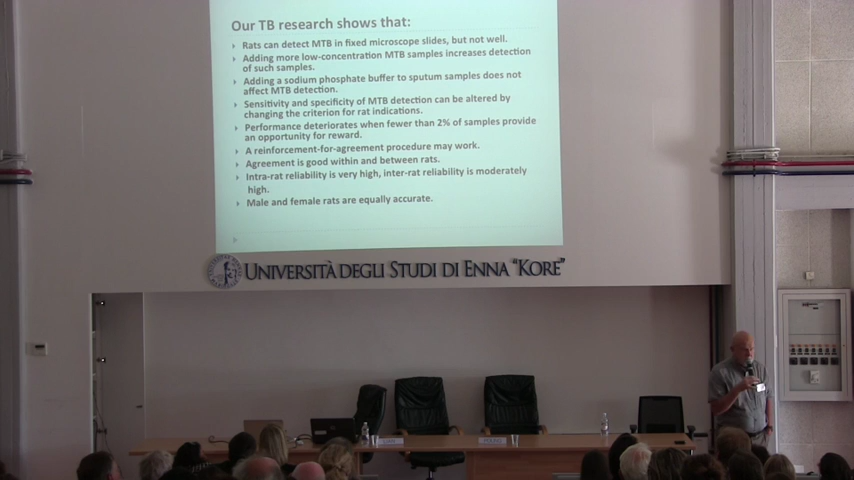 Our TB research shows that:
Rats can detect MTB in fixed microscope slides, but not well.
Adding more low-concentration MTB samples increases detection
of such samples.
Adding a sodium phosphate buffer to sputum samples does not
affect MTB detection.
Sensitivity and specificity of MTB detection can be altered by
changing the criterion for rat indications.
Performance deteriorates when fewer than 2% of samples provide
an opportunity for reward.
A reinforcement-for-agreement procedure may work.
Agreement is good within and between rats.
Intra-rat reliability is very high, inter-rat reliability is moderately
high.
Male and female rats are equally accurate.
UNIVERSITÀ DEGLI STUDI DI ENNA "KORE"